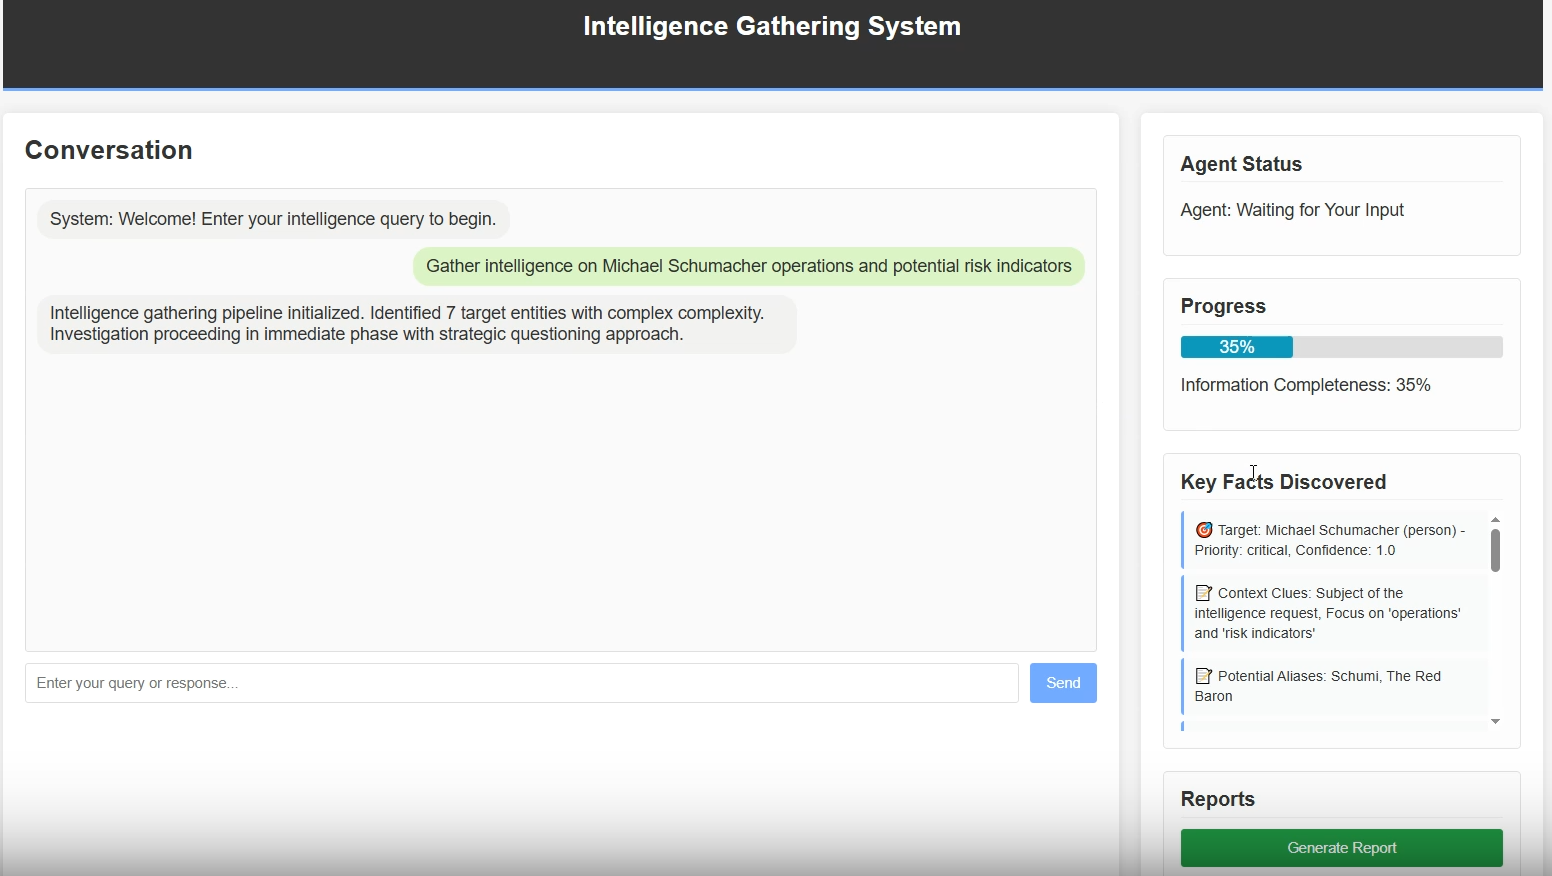 Intelligence Gathering System
Conversation
System: Welcome! Enter your intelligence query to begin.
Gather intelligence on Michael Schumacher operations and potential risk indicators
Intelligence gathering pipeline initialized. Identified 7 target entities with complex complexity.
Investigation proceeding in immediate phase with strategic questioning approach.
Enter your query or response...
Send
Agent Status
Agent: Waiting for Your Input
Progress
35%
Information Completeness: 35%
Key Facts Discovered
🎯 Target: Michael Schumacher (person) -
Priority: critical, Confidence: 1.0
📝 Context Clues: Subject of the
intelligence request, Focus on 'operations'
and 'risk indicators'
📝 Potential Aliases: Schumi, The Red
Baron
Reports
Generate Report